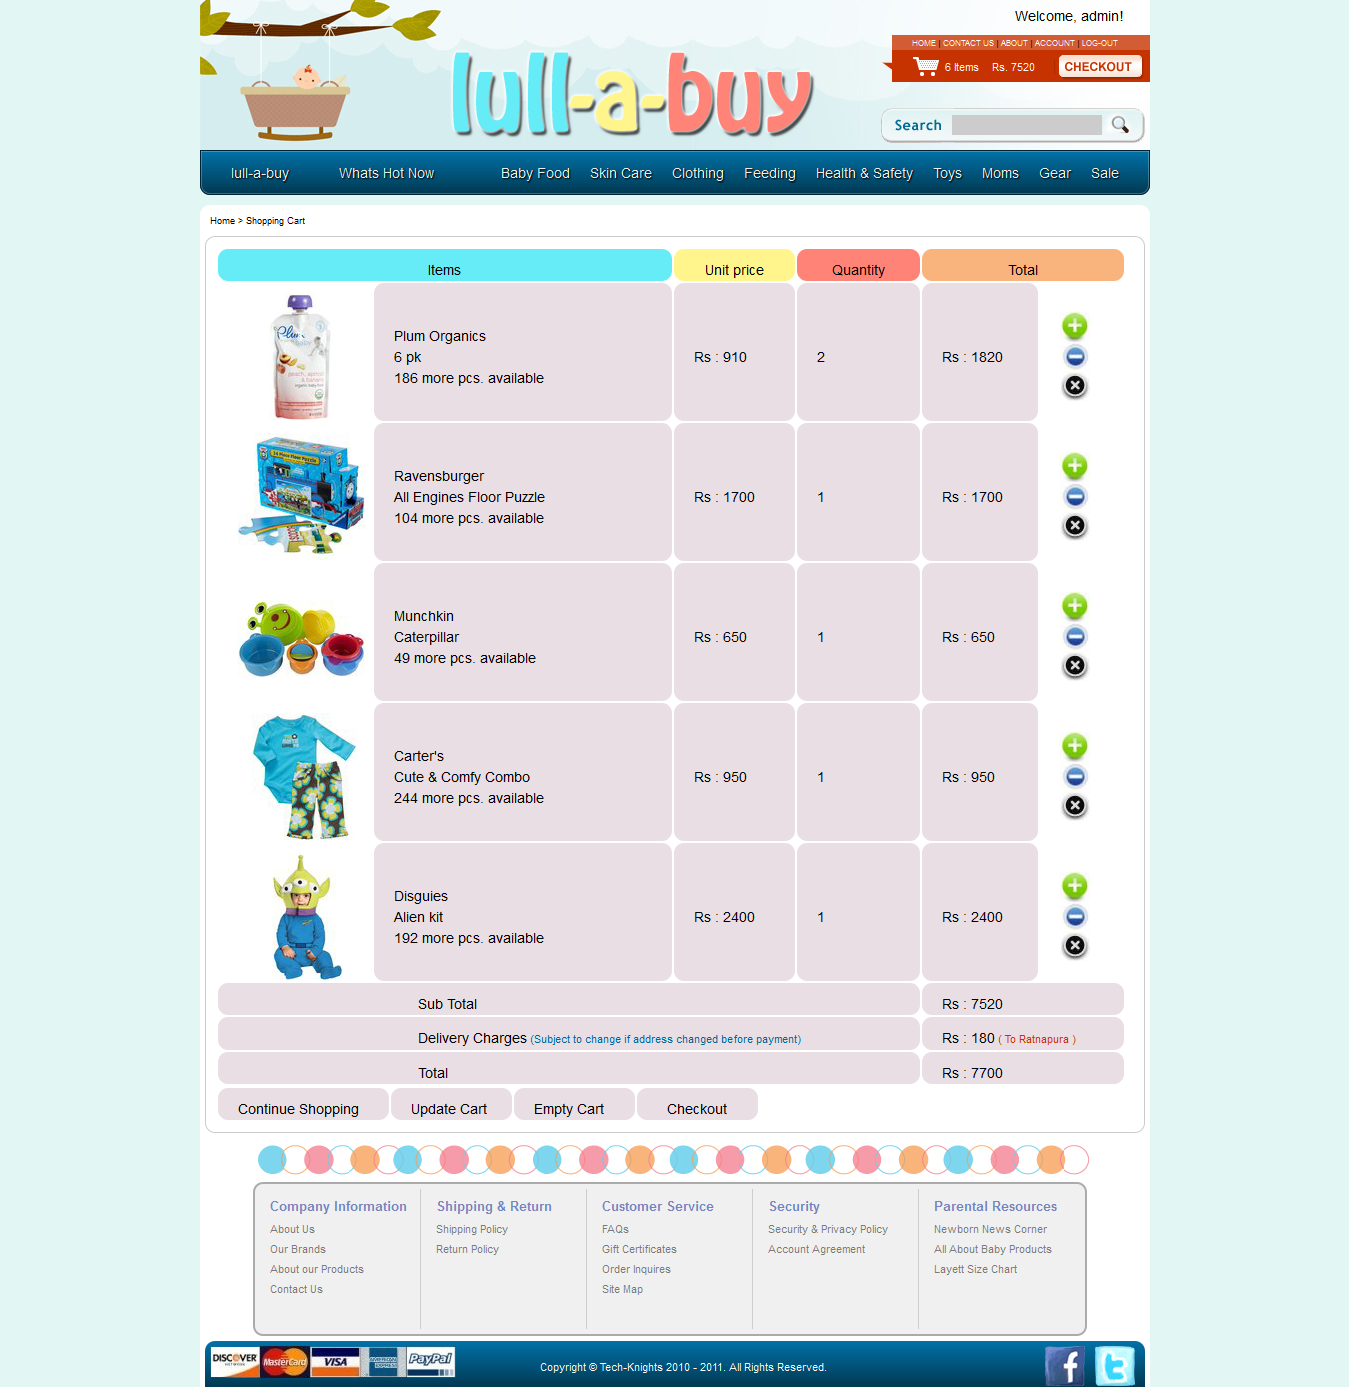 Welcome, admin!
HOME | CONTACT US | ABOUT | ACCOUNT | LOG-OUT
6 Items Rs. 7520 CHECKOUT
lull-a-buy
Search
lull-a-buy Whats Hot Now Baby Food Skin Care Clothing Feeding Health & Safety Toys Moms Gear Sale
Home > Shopping Cart
Items Unit price Quantity Total
Plum
Plum Organics
6 pk
186 more pcs. available
Rs : 910 2 Rs : 1820
Ravensburger
All Engines Floor Puzzle
104 more pcs. available
Rs : 1700 1 Rs : 1700
Munchkin
Caterpillar
49 more pcs. available
Rs : 650 1 Rs : 650
Carter's
Cute & Comfy Combo
244 more pcs. available
Rs : 950 1 Rs : 950
Disguies
Alien kit
192 more pcs. available
Rs : 2400 1 Rs : 2400
Sub Total Rs : 7520
Delivery Charges (Subject to change if address changed before payment) Rs : 180 ( To Ratnapura )
Total Rs : 7700
Continue Shopping Update Cart Empty Cart Checkout
Company Information Shipping & Return Customer Service Security Parental Resources
About Us Shipping Policy FAQs Security & Privacy Policy Newborn News Corner
Our Brands Return Policy Gift Certificates Account Agreement All About Baby Products
About our Products Order Inquires Layett Size Chart
Contact Us Site Map
DISCOVER NETWORK MasterCard VISA AMERICAN EXPRESS PayPal
Copyright © Tech-Knights 2010 - 2011. All Rights Reserved.